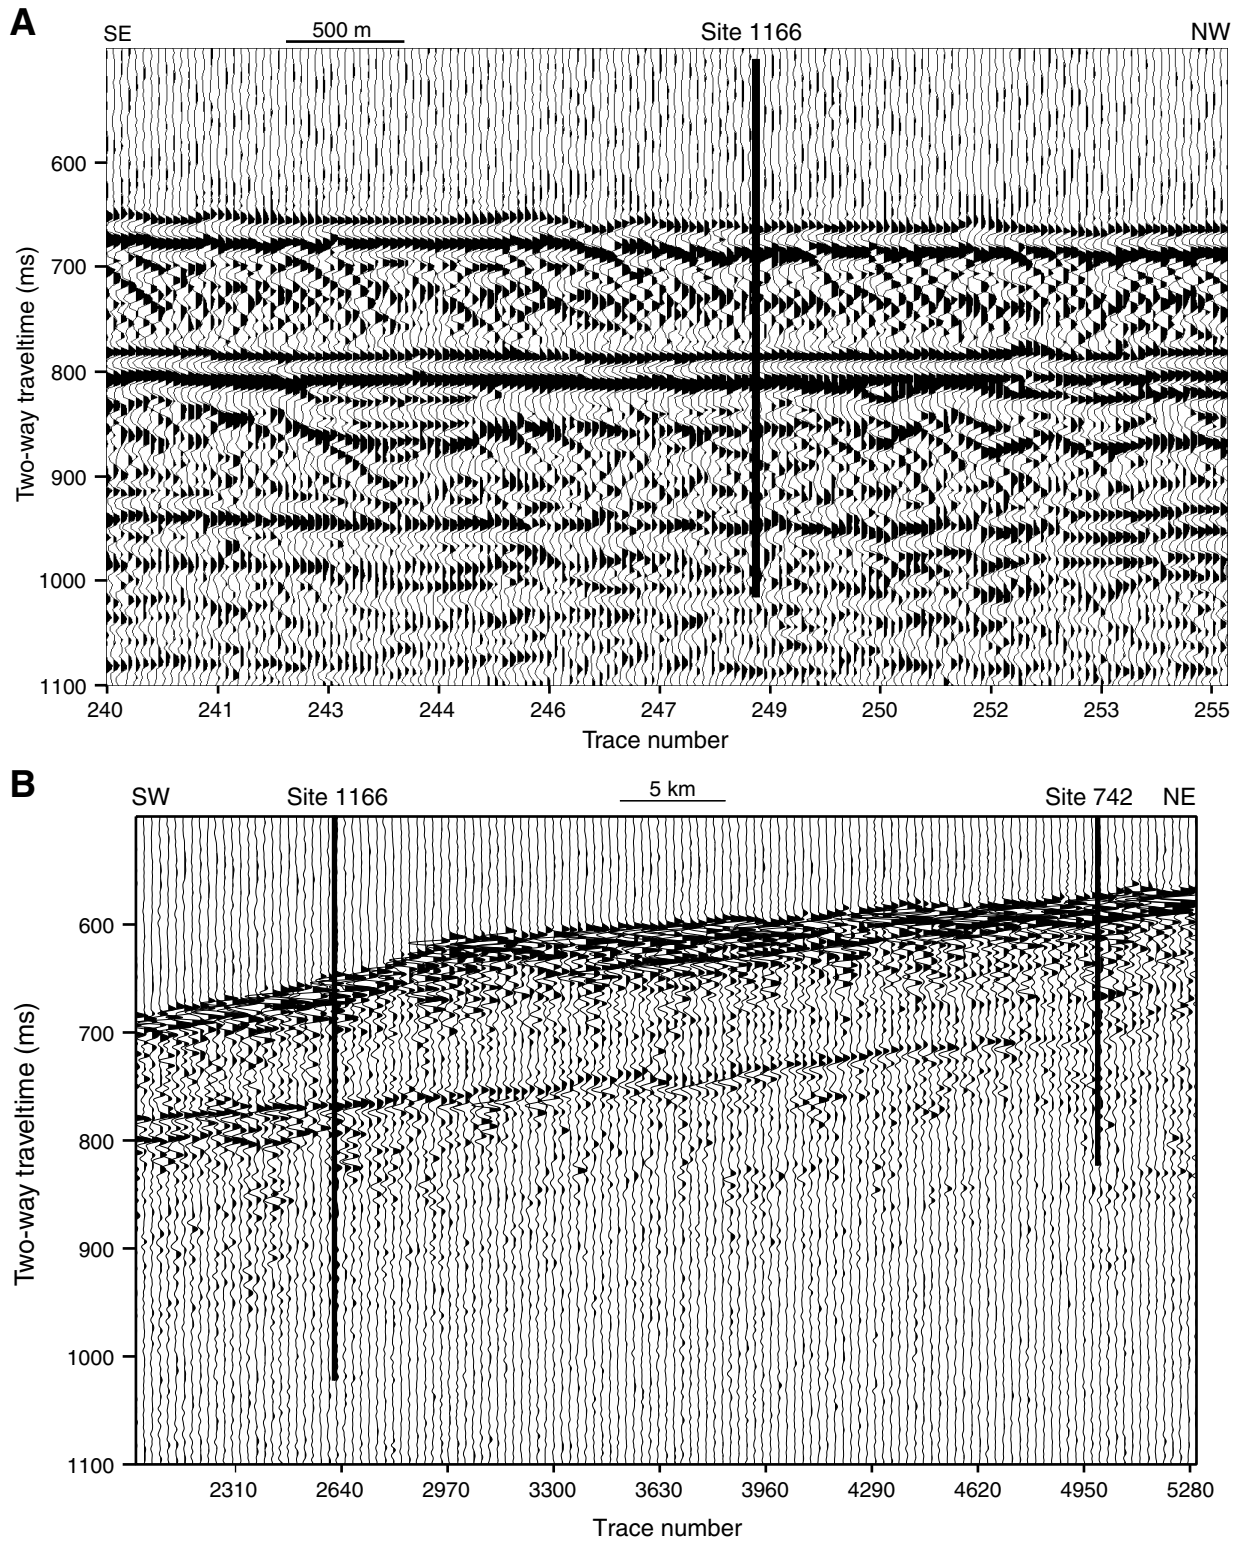 A
SE 500 m Site 1166 NW
600
700
800
900
1000
1100
Two-way traveltime (ms)
240 241 243 244 246 247 249 250 252 253 255
Trace number
B
SW Site 1166 5 km Site 742 NE
600
700
800
900
1000
1100
Two-way traveltime (ms)
2310 2640 2970 3300 3630 3960 4290 4620 4950 5280
Trace number